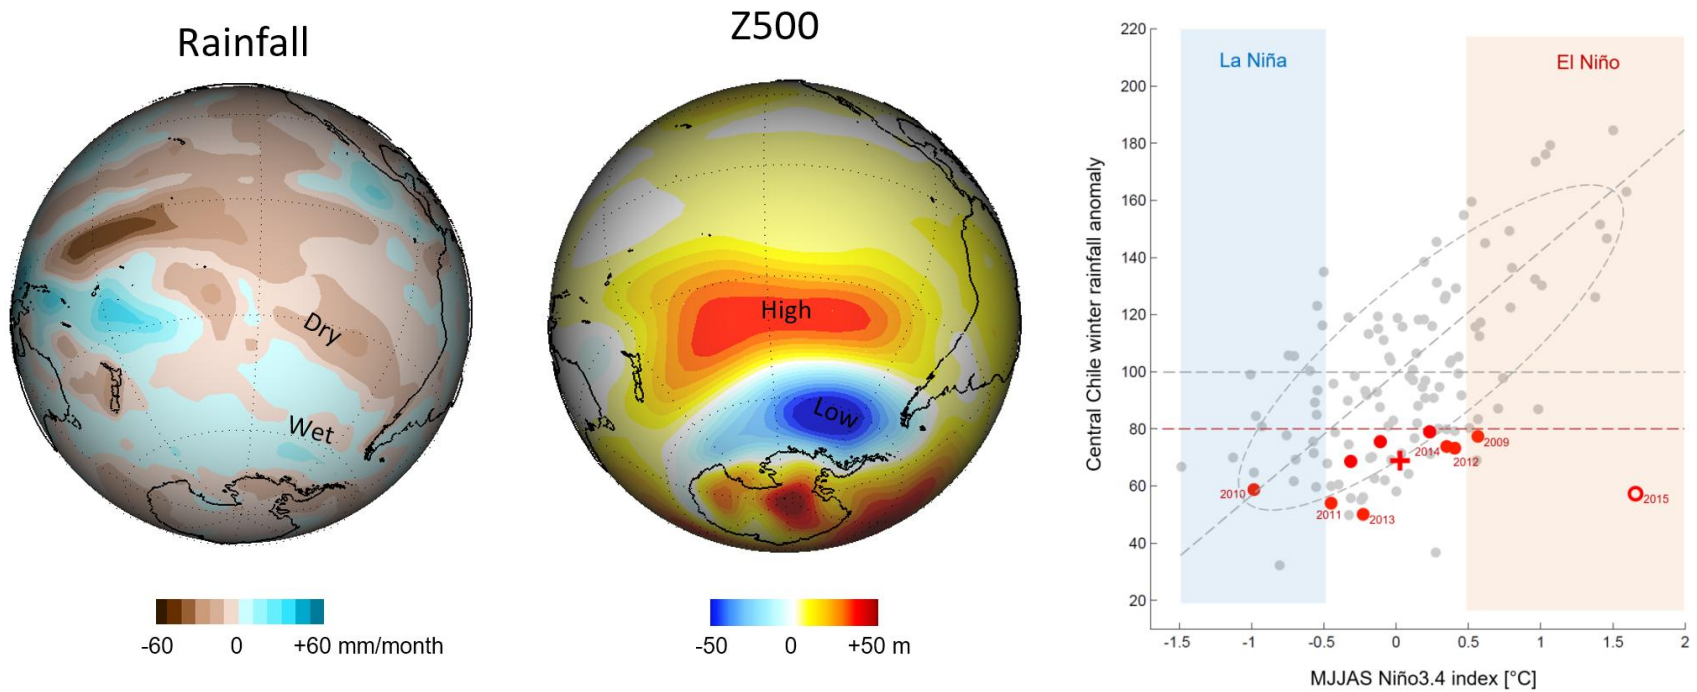 Rainfall
Dry
Wet
-60 0 +60 mm/month
Z500
High
Low
-50 0 +50 m
La Niña
El Niño
Central Chile winter rainfall anomaly
220
200
180
160
140
120
100
80
60
40
20
2014
2012
2009
2010
2011
2013
2015
-1.5 -1 -0.5 0 0.5 1 1.5 2
MJJAS Niño3.4 index [°C]